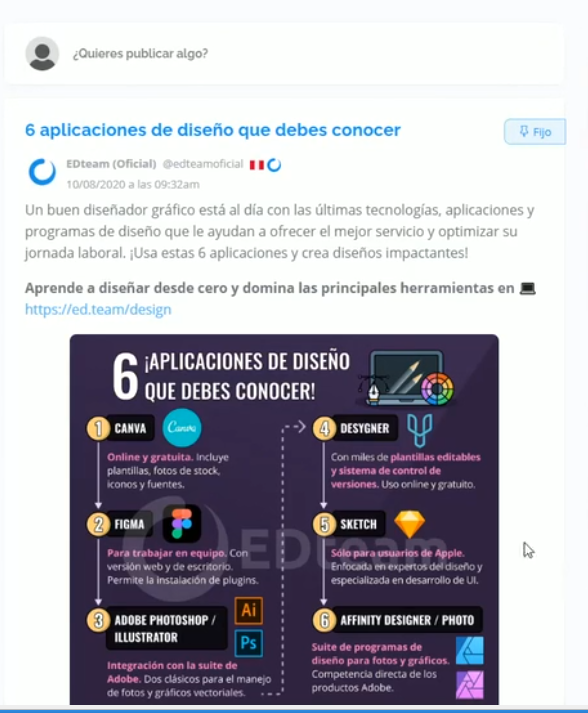 ¿Quieres publicar algo?
6 aplicaciones de diseño que debes conocer
Fijo
EDteam (Oficial) @edteamoficial
10/08/2020 a las 09:32am
Un buen diseñador gráfico está al día con las últimas tecnologías, aplicaciones y
programas de diseño que le ayudan a ofrecer el mejor servicio y optimizar su
jornada laboral. ¡Usa estas 6 aplicaciones y crea diseños impactantes!
Aprende a diseñar desde cero y domina las principales herramientas en 💻
https://ed.team/design
6 ¡APLICACIONES DE DISEÑO
QUE DEBES CONOCER!
1 CANVA
Canva
Online y gratuita. Incluye
plantillas, fotos de stock,
iconos y fuentes.
2 FIGMA
Para trabajar en equipo. Con
versión web y de escritorio.
Permite la instalación de plugins.
3 ADOBE PHOTOSHOP /
ILLUSTRATOR
Ai
Ps
Integración con la suite de
Adobe. Dos clásicos para el manejo
de fotos y gráficos vectoriales.
4 DESYGNER
Con miles de plantillas editables
y sistema de control de
versiones. Uso online y gratuito.
5 SKETCH
Sólo para usuarios de Apple.
Enfocada en expertos del diseño y
especializada en desarrollo de UI.
6 AFFINITY DESIGNER / PHOTO
Suite de programas de
diseño para fotos y gráficos.
Competencia directa de los
productos Adobe.
EDteam